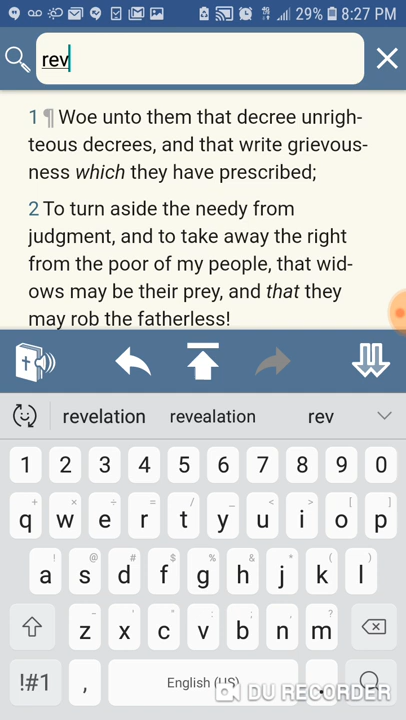 29% 8:27 PM
rev
1 ¶ Woe unto them that decree unrigh-
teous decrees, and that write grievous-
ness which they have prescribed;
2 To turn aside the needy from
judgment, and to take away the right
from the poor of my people, that wid-
ows may be their prey, and that they
may rob the fatherless!
revelation revealation rev
1 2 3 4 5 6 7 8 9 0
+ × ÷ = / _ < > [ ]
q w e r t y u i o p
! @ # $ % & * ( )
a s d f g h j k l
- ' " : ; , ?
z x c v b n m
!#1 , English (US) .
DU RECORDER